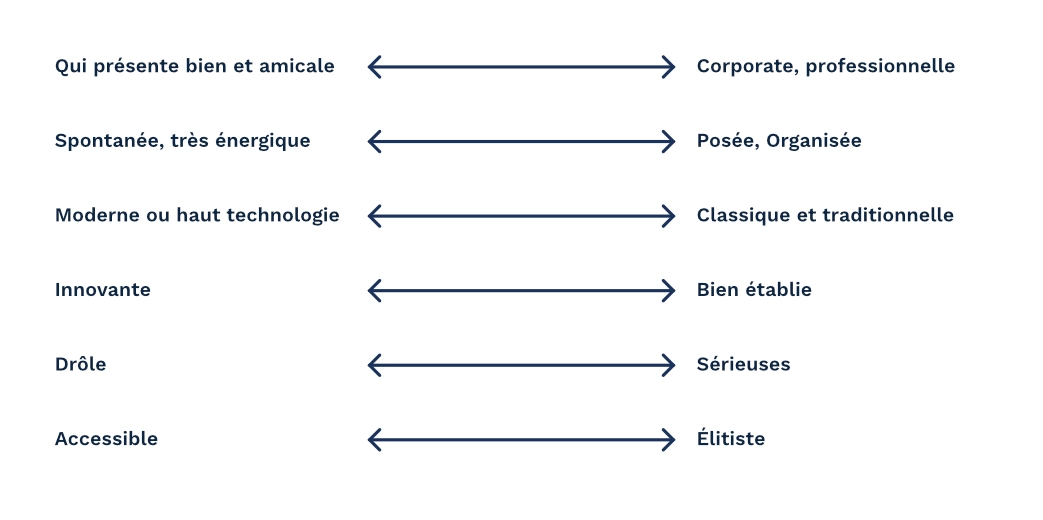 Qui présente bien et amicale Corporate, professionnelle
Spontanée, très énergique Posée, Organisée
Moderne ou haut technologie Classique et traditionnelle
Innovante Bien établie
Drôle Sérieuses
Accessible Élitiste